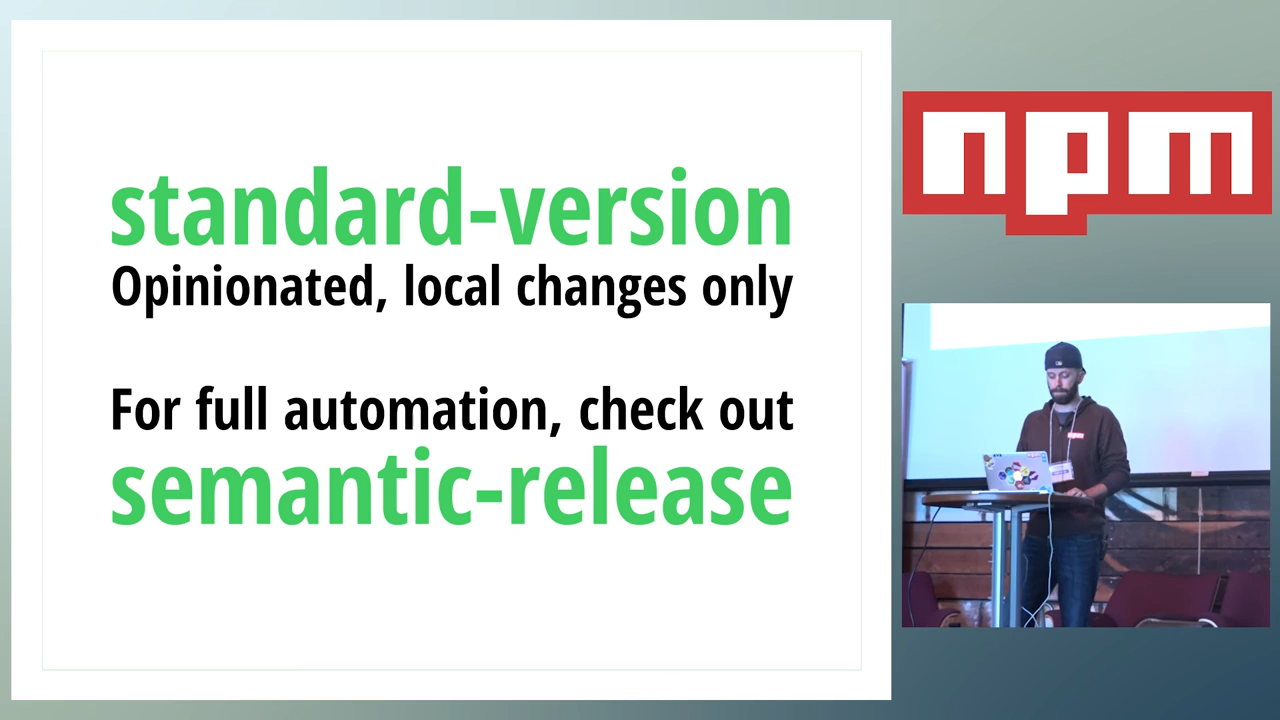 standard-version
Opinionated, local changes only
For full automation, check out
semantic-release
npm